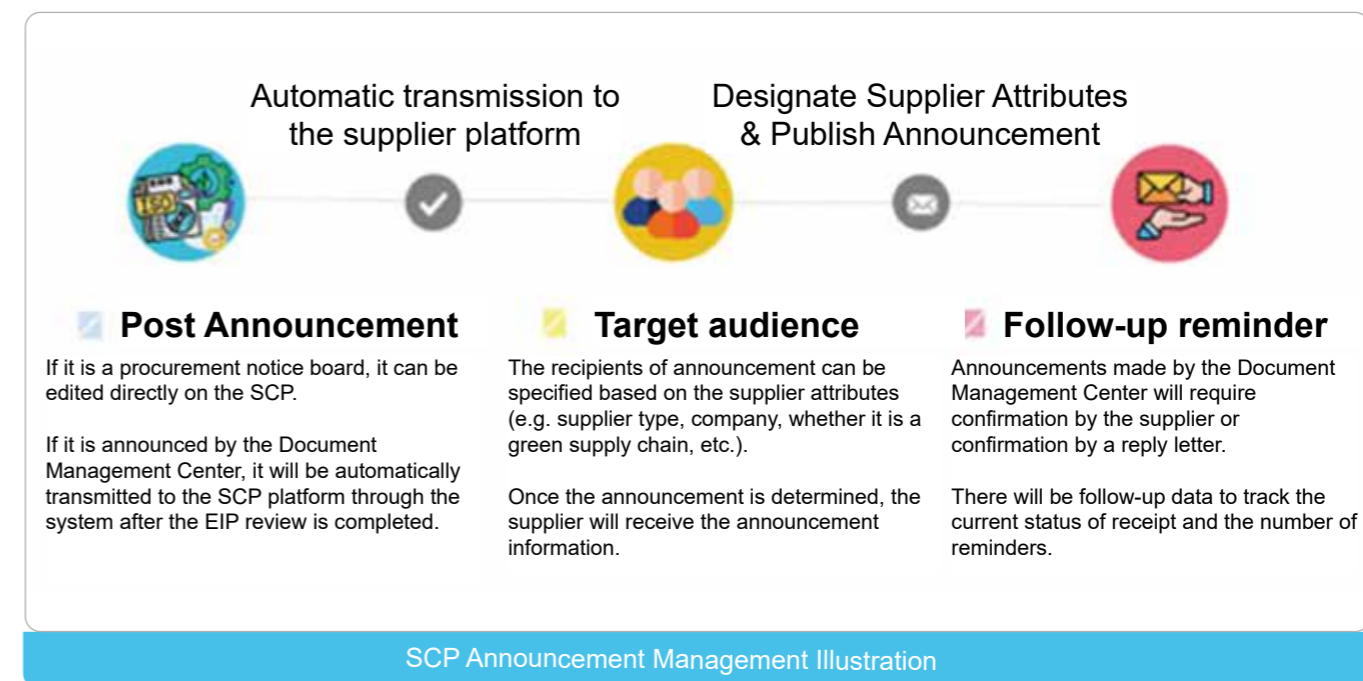 Automatic transmission to
the supplier platform
Designate Supplier Attributes
& Publish Announcement
ISO
Post Announcement
If it is a procurement notice board, it can be
edited directly on the SCP.
If it is announced by the Document
Management Center, it will be automatically
transmitted to the SCP platform through the
system after the EIP review is completed.
Target audience
The recipients of announcement can be
specified based on the supplier attributes
(e.g. supplier type, company, whether it is a
green supply chain, etc.).
Once the announcement is determined, the
supplier will receive the announcement
information.
Follow-up reminder
Announcements made by the Document
Management Center will require
confirmation by the supplier or
confirmation by a reply letter.
There will be follow-up data to track the
current status of receipt and the number of
reminders.
SCP Announcement Management Illustration